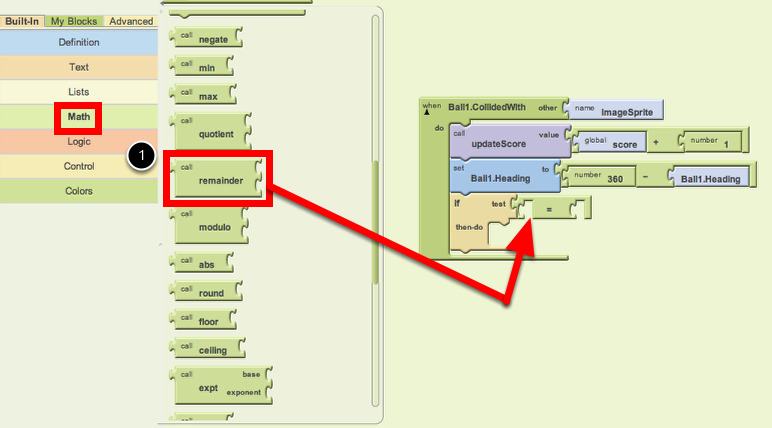 Built-In My Blocks Advanced
Definition
Text
Lists
Math
Logic
Control
Colors
1
call negate
call min
call max
call quotient
call remainder
call modulo
call abs
call round
call floor
call ceiling
call expt base
exponent
call
when Ball1.CollidedWith other name ImageSprite
do call updateScore value global score + number 1
set Ball1.Heading to number 360 - Ball1.Heading
if test =
then-do